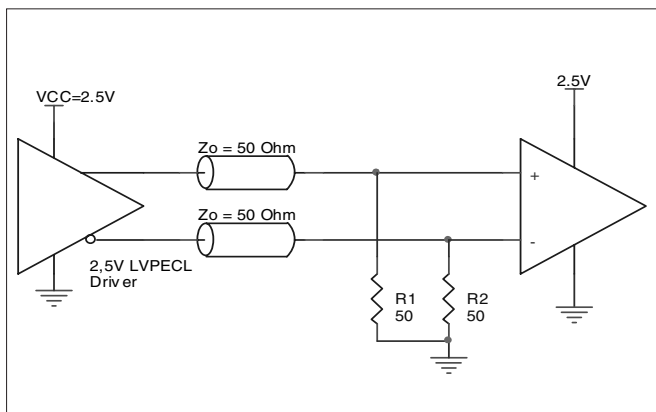 2.5V
VCC=2.5V
Zo = 50 Ohm
+
Zo = 50 Ohm
-
2,5V LVPECL
Driver
R1
50
R2
50